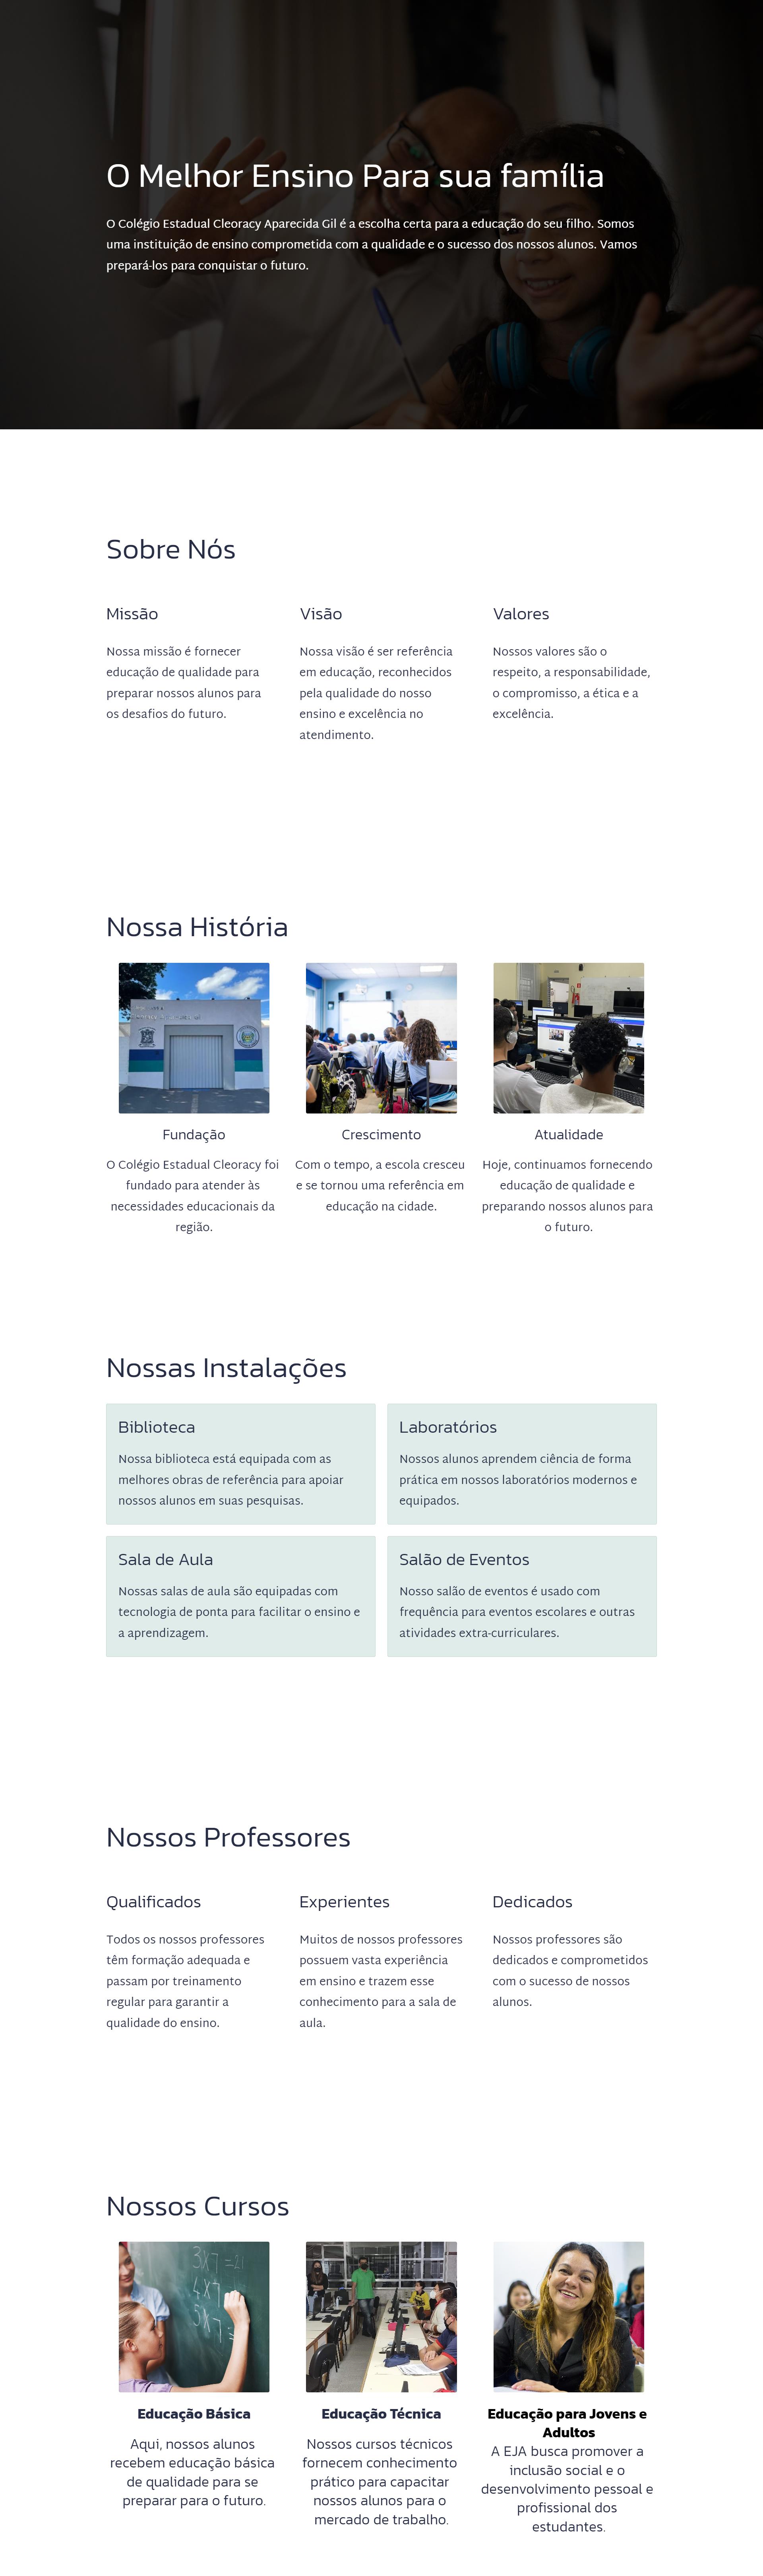 O Melhor Ensino Para sua família
O Colégio Estadual Cleoracy Aparecida Gil é a escolha certa para a educação do seu filho. Somos
uma instituição de ensino comprometida com a qualidade e o sucesso dos nossos alunos. Vamos
prepará-los para conquistar o futuro.
Sobre Nós
Missão
Nossa missão é fornecer
educação de qualidade para
preparar nossos alunos para
os desafios do futuro.
Visão
Nossa visão é ser referência
em educação, reconhecidos
pela qualidade do nosso
ensino e excelência no
atendimento.
Valores
Nossos valores são o
respeito, a responsabilidade,
o compromisso, a ética e a
excelência.
Nossa História
Fundação
O Colégio Estadual Cleoracy foi
fundado para atender às
necessidades educacionais da
região.
Crescimento
Com o tempo, a escola cresceu
e se tornou uma referência em
educação na cidade.
Atualidade
Hoje, continuamos fornecendo
educação de qualidade e
preparando nossos alunos para
o futuro.
Nossas Instalações
Biblioteca
Nossa biblioteca está equipada com as
melhores obras de referência para apoiar
nossos alunos em suas pesquisas.
Laboratórios
Nossos alunos aprendem ciência de forma
prática em nossos laboratórios modernos e
equipados.
Sala de Aula
Nossas salas de aula são equipadas com
tecnologia de ponta para facilitar o ensino e
a aprendizagem.
Salão de Eventos
Nosso salão de eventos é usado com
frequência para eventos escolares e outras
atividades extra-curriculares.
Nossos Professores
Qualificados
Todos os nossos professores
têm formação adequada e
passam por treinamento
regular para garantir a
qualidade do ensino.
Experientes
Muitos de nossos professores
possuem vasta experiência
em ensino e trazem esse
conhecimento para a sala de
aula.
Dedicados
Nossos professores são
dedicados e comprometidos
com o sucesso de nossos
alunos.
Nossos Cursos
3x7 =21
4x7
5x7 =
Educação Básica
Aqui, nossos alunos
recebem educação básica
de qualidade para se
preparar para o futuro.
Educação Técnica
Nossos cursos técnicos
fornecem conhecimento
prático para capacitar
nossos alunos para o
mercado de trabalho.
Educação para Jovens e
Adultos
A EJA busca promover a
inclusão social e o
desenvolvimento pessoal e
profissional dos
estudantes.